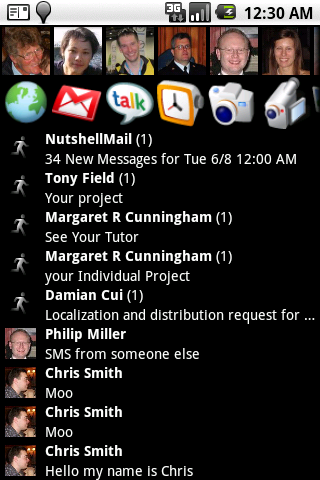 3G
12:30 AM
talk
NutshellMail (1)
34 New Messages for Tue 6/8 12:00 AM
Tony Field (1)
Your project
Margaret R Cunningham (1)
See Your Tutor
Margaret R Cunningham (1)
your Individual Project
Damian Cui (1)
Localization and distribution request for ...
Philip Miller
SMS from someone else
Chris Smith
Moo
Chris Smith
Moo
Chris Smith
Hello my name is Chris